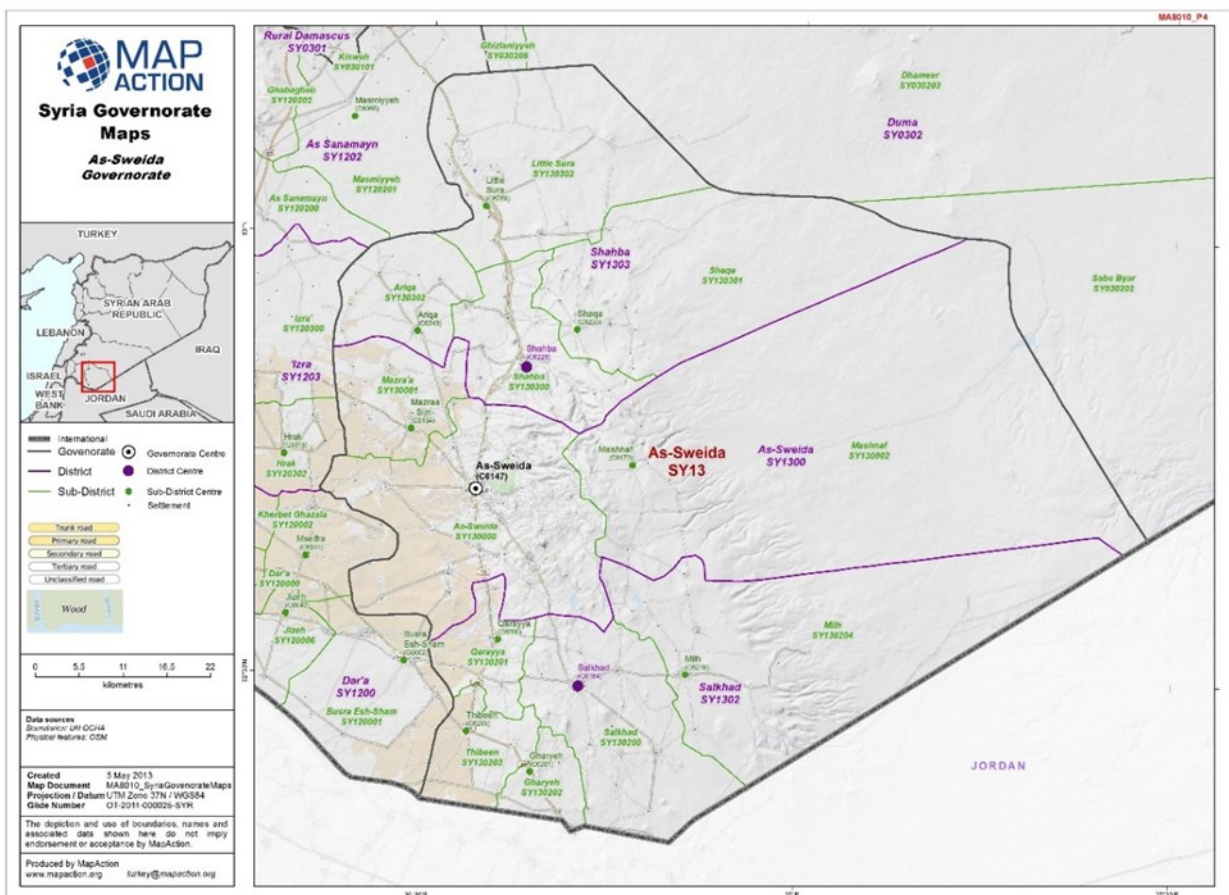 MA8010_P4
MAP
ACTION
Syria Governorate
Maps
As-Sweida
Governorate
TURKEY
SYRIAN ARAB
REPUBLIC
LEBANON
IRAQ
ISRAEL
WEST
BANK
JORDAN
SAUDI ARABIA
International
Govenorate
District
Sub-District
Governorate Centre
District Centre
Sub-District Centre
Settlement
Trunk road
Primary road
Secondary road
Tertiary road
Unclassified road
Wood
0 5.5 11 16.5 22
kilometres
Data sources
Boundaries: UN OCHA
Physical features: OSM
Created 3 May 2013
Map Document MA8010_SyriaGovenorateMaps
Projection / Datum UTM Zone 37N / WGS84
Glide Number OT-2011-000025-SYR
The depiction and use of boundaries, names and
associated data shown here do not imply
endorsement or acceptance by MapAction.
Produced by MapAction
www.mapaction.org turkey@mapaction.org
Rural Damascus
SY0301
Kisweh
SY030101
Ghizlaniyyeh
SY030205
Ghabagheb
SY120202
Masmiyyeh
Dhameer
SY030203
Duma
SY0302
As Sanamayn
SY1202
Masmiyyeh
SY120201
Little Sura
SY130303
As Sanamayn
SY120200
Little
Sura
Shahba
SY1303
Shaqa
SY130301
Sabe Byar
SY030202
Ariqa
SY130302
Ariqa
Shaqa
'Izra'
SY120300
'Izra
SY1203
Shahba
Shahba
SY130300
Mazra'a
SY130001
Hrak
Hrak
SY120302
Mashnaf
As-Sweida
SY13
As-Sweida
SY1300
Mashnaf
SY130002
As-Sweida
(C6147)
As-Sweida
SY130000
Kherbet Ghazala
SY120002
Dar'a
SY120000
Jizeh
SY120006
Busra
Esh-Sham
Qarayya
SY130201
Milh
SY130204
Dar'a
SY1200
Busra Esh-Sham
SY120001
Salkhad
Milh
Salkhad
SY1302
Thibeen
Thibeen
SY130203
Salkhad
SY130200
Gharyeh
Gharyeh
SY130202
JORDAN